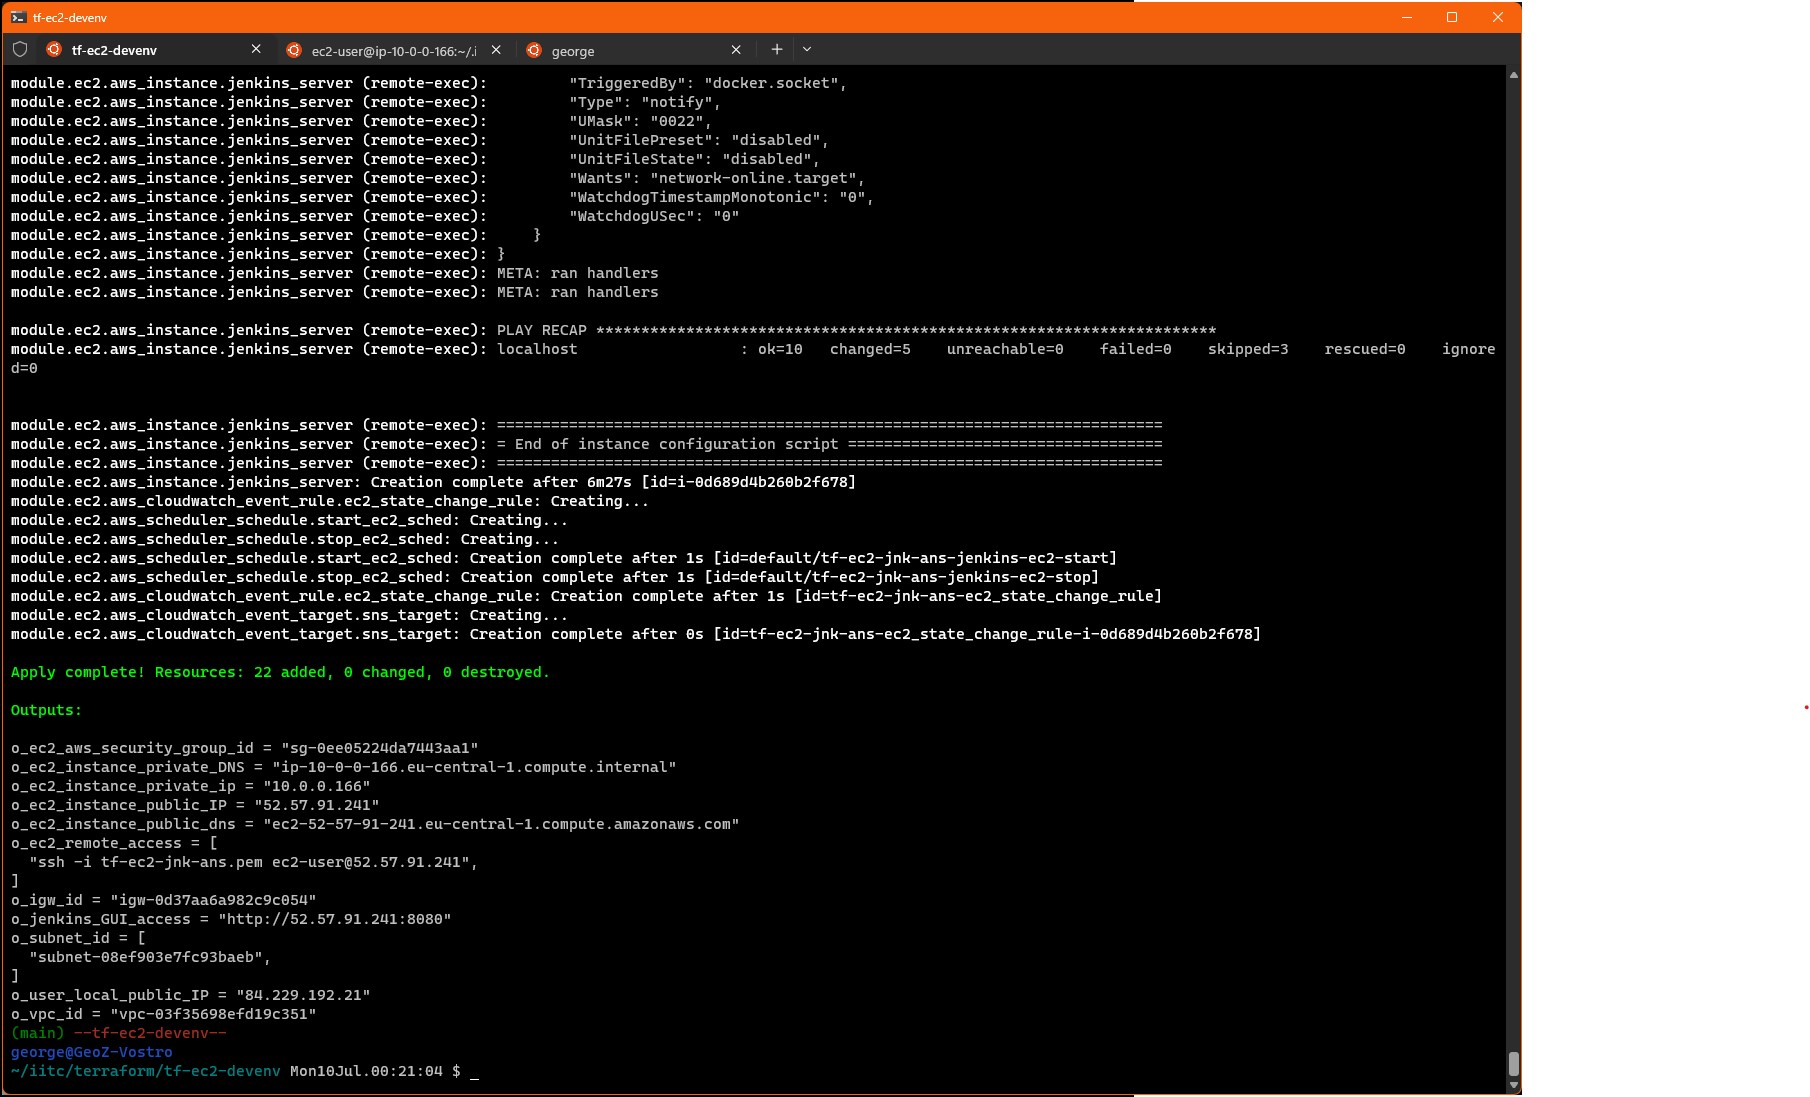 tf-ec2-devenv
tf-ec2-devenv ec2-user@ip-10-0-0-166:~/.i george
module.ec2.aws_instance.jenkins_server (remote-exec):         "TriggeredBy": "docker.socket",
module.ec2.aws_instance.jenkins_server (remote-exec):         "Type": "notify",
module.ec2.aws_instance.jenkins_server (remote-exec):         "UMask": "0022",
module.ec2.aws_instance.jenkins_server (remote-exec):         "UnitFilePreset": "disabled",
module.ec2.aws_instance.jenkins_server (remote-exec):         "UnitFileState": "disabled",
module.ec2.aws_instance.jenkins_server (remote-exec):         "Wants": "network-online.target",
module.ec2.aws_instance.jenkins_server (remote-exec):         "WatchdogTimestampMonotonic": "0",
module.ec2.aws_instance.jenkins_server (remote-exec):         "WatchdogUSec": "0"
module.ec2.aws_instance.jenkins_server (remote-exec):     }
module.ec2.aws_instance.jenkins_server (remote-exec): }
module.ec2.aws_instance.jenkins_server (remote-exec): META: ran handlers
module.ec2.aws_instance.jenkins_server (remote-exec): META: ran handlers
module.ec2.aws_instance.jenkins_server (remote-exec): PLAY RECAP *********************************************************************
module.ec2.aws_instance.jenkins_server (remote-exec): localhost                  : ok=10   changed=5    unreachable=0    failed=0    skipped=3    rescued=0    ignore
d=0
module.ec2.aws_instance.jenkins_server (remote-exec): ==========================================================================
module.ec2.aws_instance.jenkins_server (remote-exec): = End of instance configuration script ===================================
module.ec2.aws_instance.jenkins_server (remote-exec): ==========================================================================
module.ec2.aws_instance.jenkins_server: Creation complete after 6m27s [id=i-0d689d4b260b2f678]
module.ec2.aws_cloudwatch_event_rule.ec2_state_change_rule: Creating...
module.ec2.aws_scheduler_schedule.start_ec2_sched: Creating...
module.ec2.aws_scheduler_schedule.stop_ec2_sched: Creating...
module.ec2.aws_scheduler_schedule.start_ec2_sched: Creation complete after 1s [id=default/tf-ec2-jnk-ans-jenkins-ec2-start]
module.ec2.aws_scheduler_schedule.stop_ec2_sched: Creation complete after 1s [id=default/tf-ec2-jnk-ans-jenkins-ec2-stop]
module.ec2.aws_cloudwatch_event_rule.ec2_state_change_rule: Creation complete after 1s [id=tf-ec2-jnk-ans-ec2_state_change_rule]
module.ec2.aws_cloudwatch_event_target.sns_target: Creating...
module.ec2.aws_cloudwatch_event_target.sns_target: Creation complete after 0s [id=tf-ec2-jnk-ans-ec2_state_change_rule-i-0d689d4b260b2f678]
Apply complete! Resources: 22 added, 0 changed, 0 destroyed.
Outputs:
o_ec2_aws_security_group_id = "sg-0ee05224da7443aa1"
o_ec2_instance_private_DNS = "ip-10-0-0-166.eu-central-1.compute.internal"
o_ec2_instance_private_ip = "10.0.0.166"
o_ec2_instance_public_IP = "52.57.91.241"
o_ec2_instance_public_dns = "ec2-52-57-91-241.eu-central-1.compute.amazonaws.com"
o_ec2_remote_access = [
  "ssh -i tf-ec2-jnk-ans.pem ec2-user@52.57.91.241",
]
o_igw_id = "igw-0d37aa6a982c9c054"
o_jenkins_GUI_access = "http://52.57.91.241:8080"
o_subnet_id = [
  "subnet-08ef903e7fc93baeb",
]
o_user_local_public_IP = "84.229.192.21"
o_vpc_id = "vpc-03f35698efd19c351"
(main) --tf-ec2-devenv--
george@GeoZ-Vostro
~/iitc/terraform/tf-ec2-devenv Mon10Jul.00:21:04 $ _